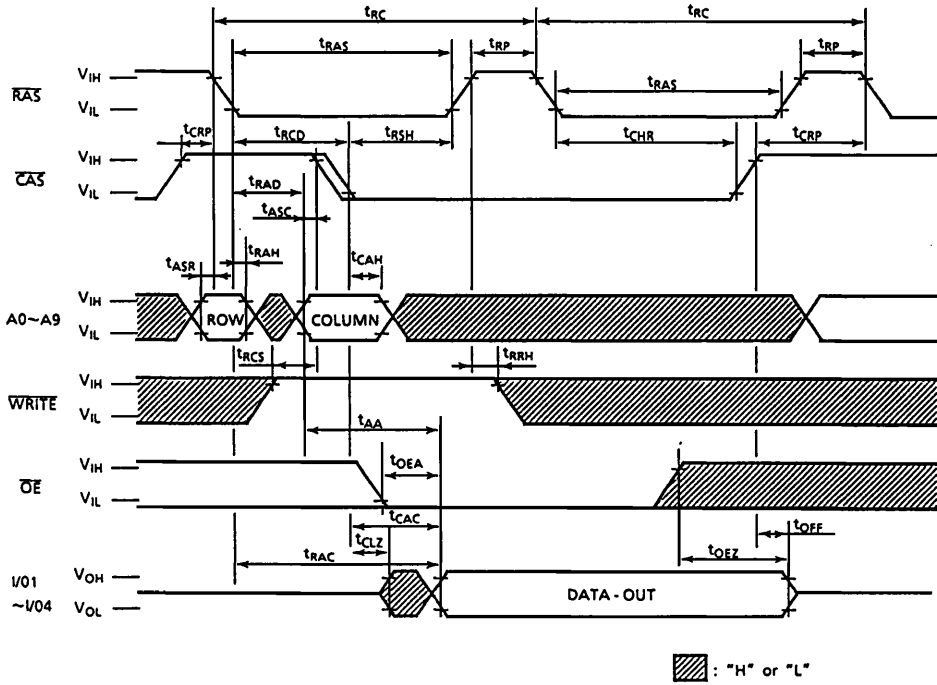 tRC tRC
tRAS tRP tRP
tRAS
RAS VIH
VIL
tCRP tRCD tRSH tCHR tCRP
CAS VIH
VIL
tRAD
tASC
tRAH tCAH
tASR
A0~A9 VIH
VIL
ROW COLUMN
tRCS tRRH
WRITE VIH
VIL
tAA
tOEA
OE VIH
VIL
tCAC
tCLZ tOFF
tRAC tOEZ
I/01 ~I/04 VOH
VOL
DATA - OUT
: "H" or "L"